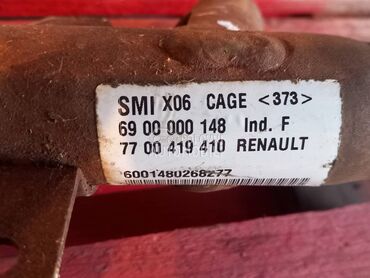 SMI X06 CAGE <373>
69 00 000 148 Ind. F
77 00 419 410 RENAULT
6001480268277